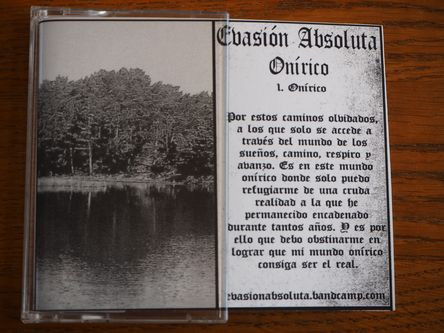 Evasión Absoluta
Onírico
1. Onírico
Por estos caminos olvidados,
a los que solo se accede a
través del mundo de los
sueños, camino, respiro y
avanzo. Es en este mundo
onírico donde solo puedo
refugiarme de una cruda
realidad a la que he
permanecido encadenado
durante tantos años. Y es por
ello que debo obstinarme en
lograr que mi mundo onírico
consiga ser el real.
evasionabsoluta.bandcamp.com